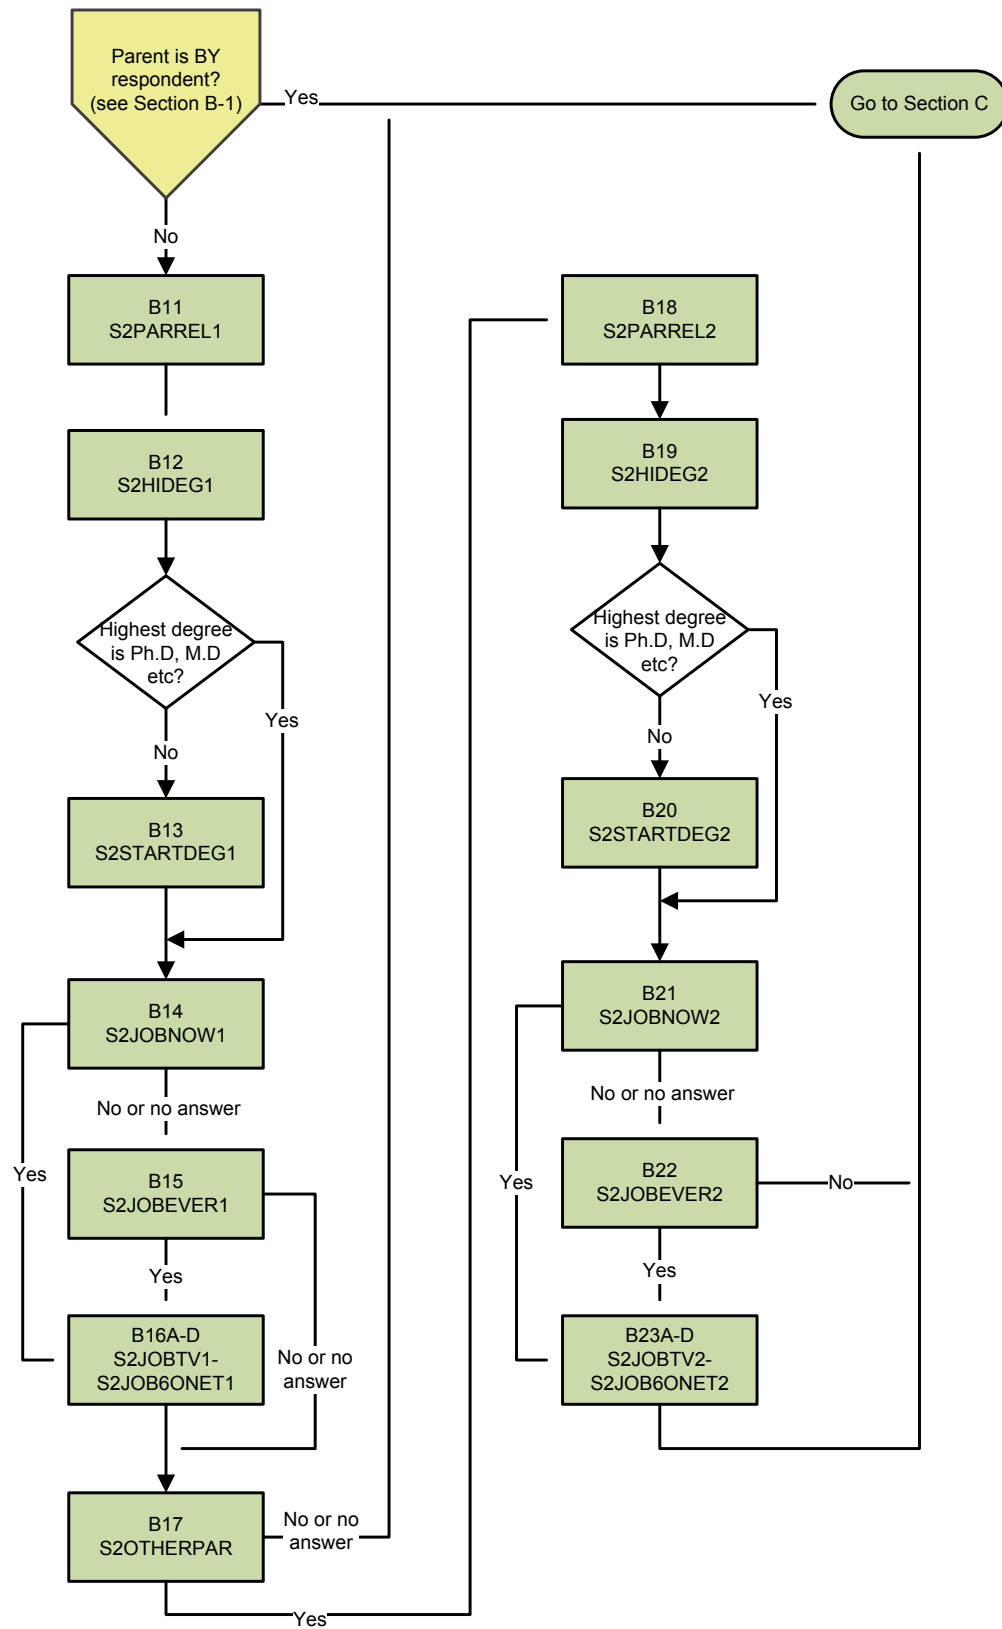 Parent is BY
respondent?
(see Section B-1)
Yes
Go to Section C
No
B11
S2PARREL1
B12
S2HIDEG1
Highest degree
is Ph.D, M.D
etc?
Yes
No
B13
S2STARTDEG1
B14
S2JOBNOW1
No or no answer
Yes
B15
S2JOBEVER1
Yes
No or no
answer
B16A-D
S2JOBTV1-
S2JOB6ONET1
B17
S2OTHERPAR
No or no
answer
Yes
B18
S2PARREL2
B19
S2HIDEG2
Highest degree
is Ph.D, M.D
etc?
Yes
No
B20
S2STARTDEG2
B21
S2JOBNOW2
No or no answer
Yes
B22
S2JOBEVER2
No
Yes
B23A-D
S2JOBTV2-
S2JOB6ONET2